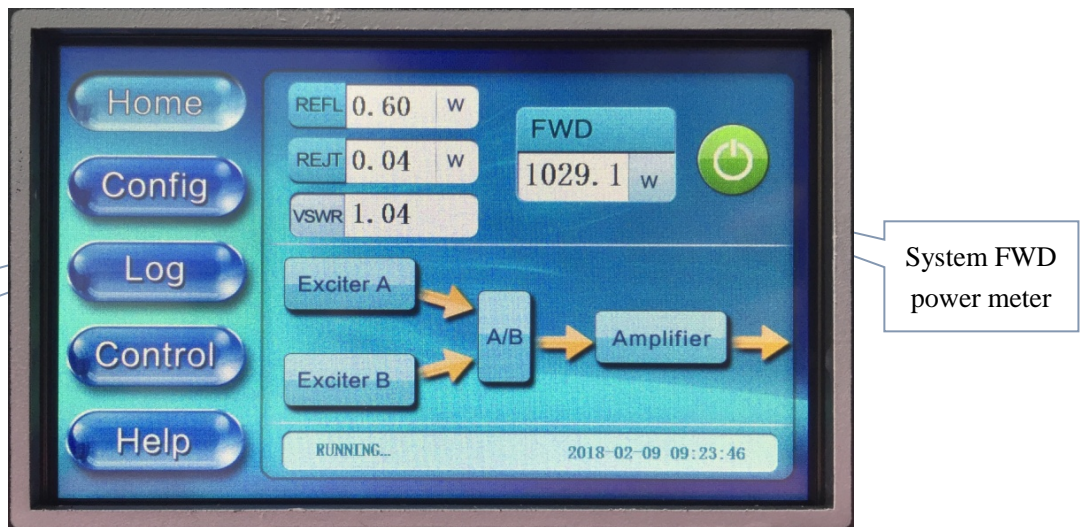 Home
Config
Log
Control
Help
REFL 0.60 W
REJT 0.04 W
VSWR 1.04
FWD
1029.1 W
Exciter A
Exciter B
A/B
Amplifier
RUNNING... 2018-02-09 09:23:46
System FWD
power meter